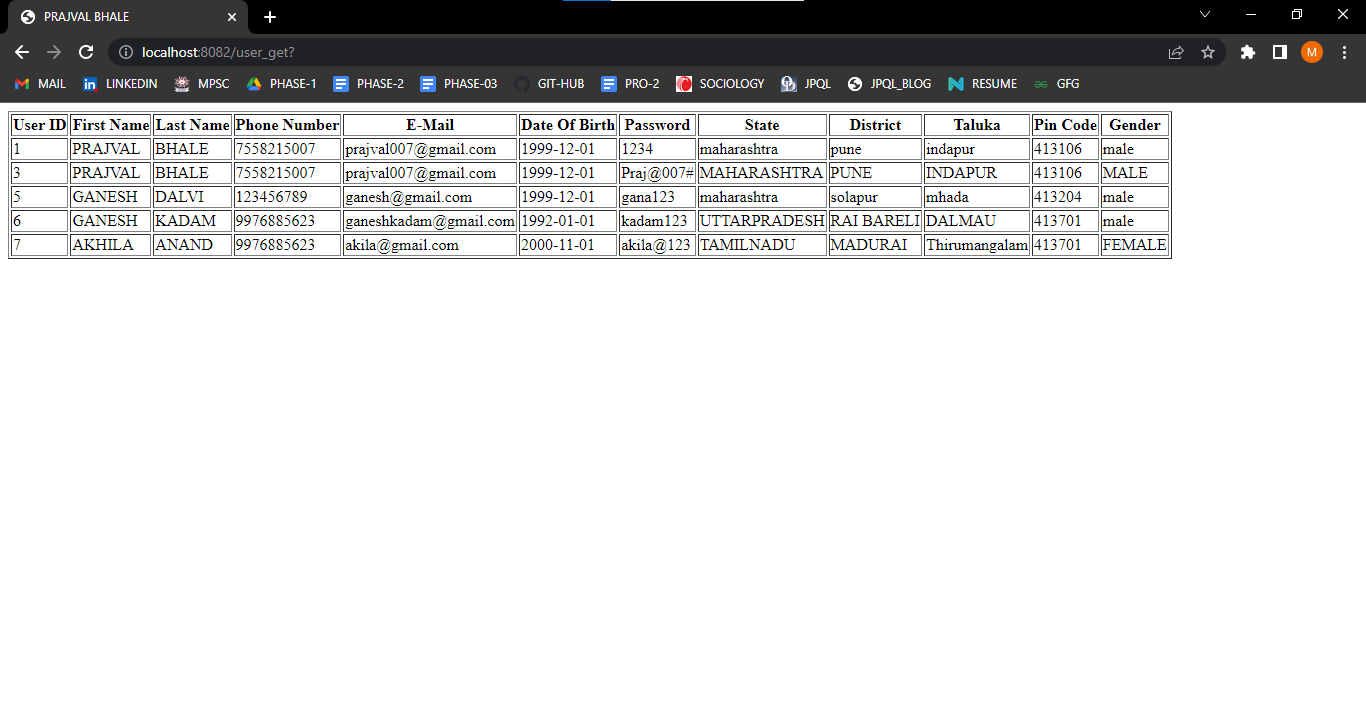 PRAJVAL BHALE
localhost:8082/user_get?
M
MAIL LINKEDIN MPSC PHASE-1 PHASE-2 PHASE-03 GIT-HUB PRO-2 SOCIOLOGY JPQL JPQL_BLOG RESUME GFG
User ID First Name Last Name Phone Number E-Mail Date Of Birth Password State District Taluka Pin Code Gender
1 PRAJVAL BHALE 7558215007 prajval007@gmail.com 1999-12-01 1234 maharashtra pune indapur 413106 male
3 PRAJVAL BHALE 7558215007 prajval007@gmail.com 1999-12-01 Praj@007# MAHARASHTRA PUNE INDAPUR 413106 MALE
5 GANESH DALVI 123456789 ganesh@gmail.com 1999-12-01 gana123 maharashtra solapur mhada 413204 male
6 GANESH KADAM 9976885623 ganeshkadam@gmail.com 1992-01-01 kadam123 UTTARPRADESH RAI BARELI DALMAU 413701 male
7 AKHILA ANAND 9976885623 akila@gmail.com 2000-11-01 akila@123 TAMILNADU MADURAI Thirumangalam 413701 FEMALE